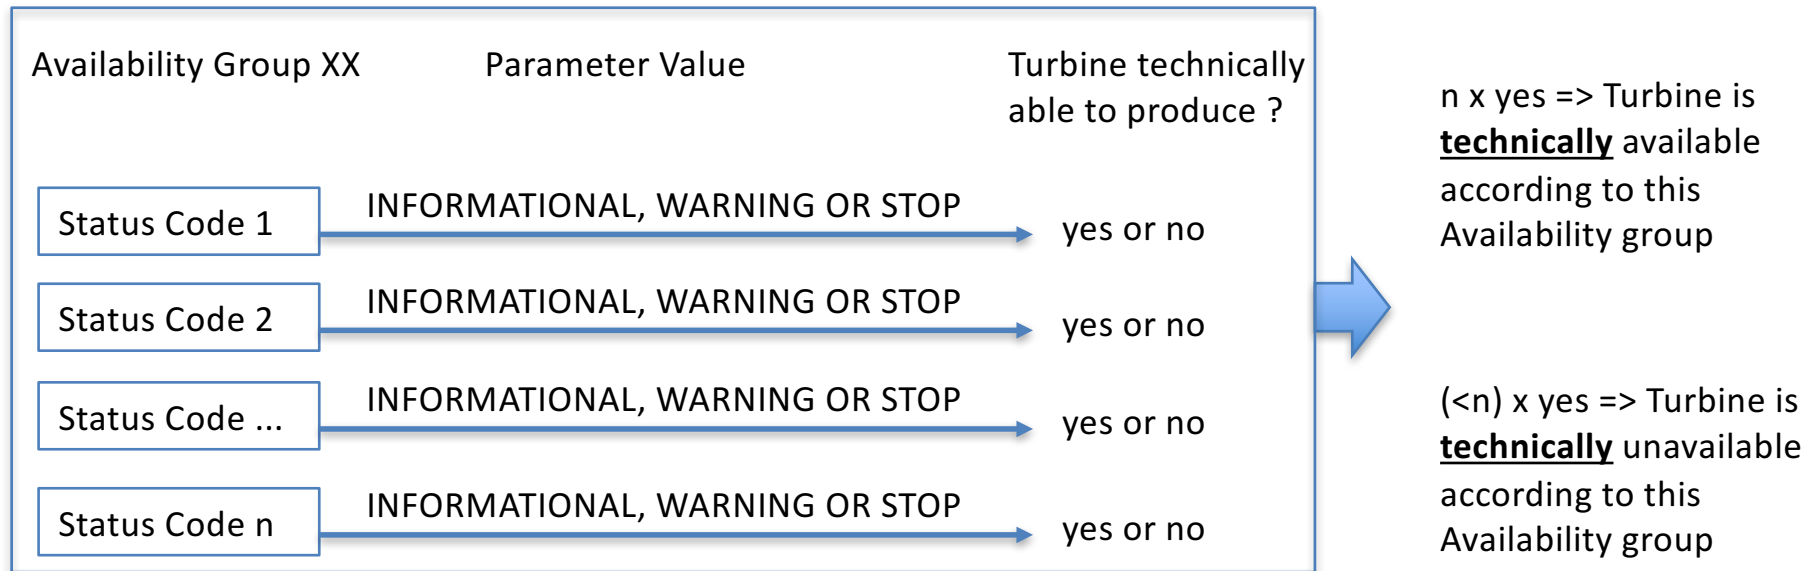 Availability Group XX
Parameter Value
Turbine technically
able to produce ?
Status Code 1
INFORMATIONAL, WARNING OR STOP
yes or no
Status Code 2
INFORMATIONAL, WARNING OR STOP
yes or no
Status Code ...
INFORMATIONAL, WARNING OR STOP
yes or no
Status Code n
INFORMATIONAL, WARNING OR STOP
yes or no
n x yes => Turbine is
technically available
according to this
Availability group
(<n) x yes => Turbine is
technically unavailable
according to this
Availability group